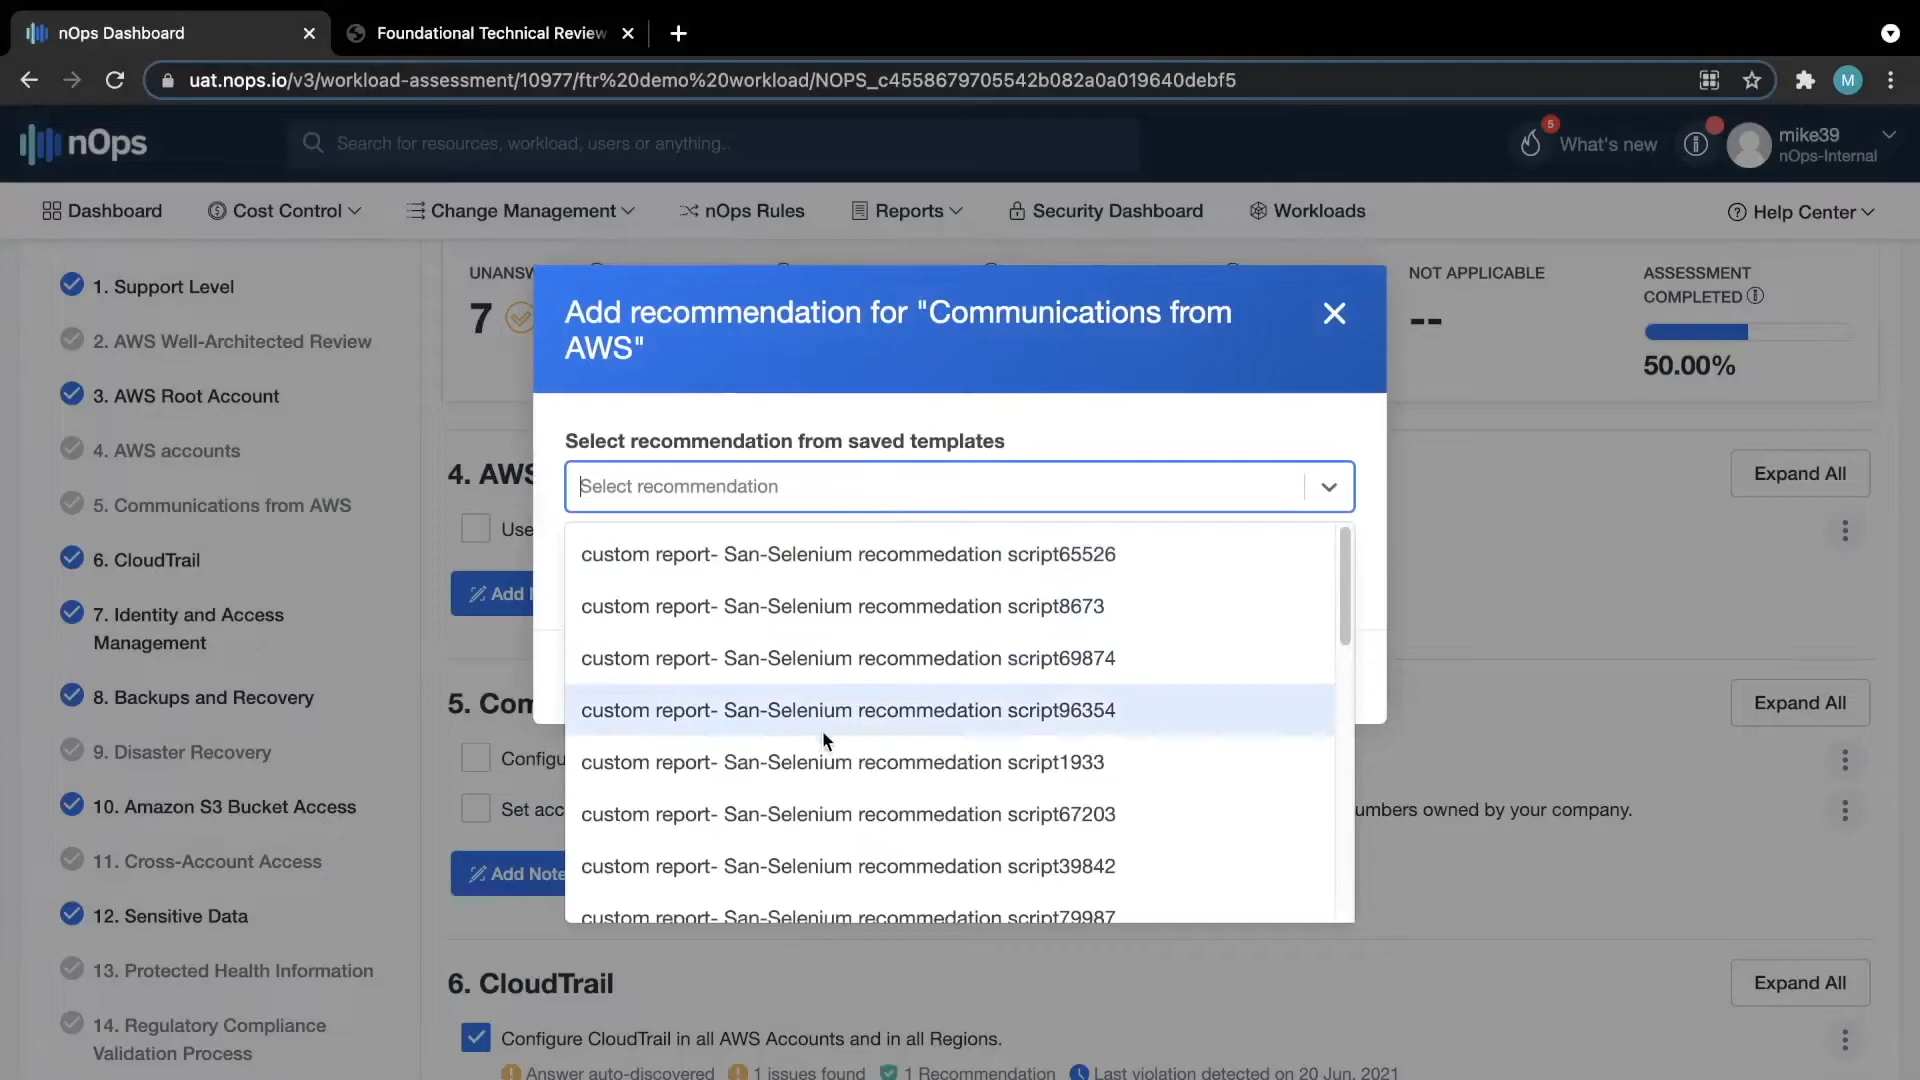 nOps Dashboard
Foundational Technical Review
uat.nops.io/v3/workload-assessment/10977/ftr%20demo%20workload/NOPS_c4558679705542b082a0a019640debf5
M
nOps
Search for resources, workload, users or anything..
5
What's new
mike39
nOps-Internal
Dashboard
Cost Control
Change Management
nOps Rules
Reports
Security Dashboard
Workloads
Help Center
1. Support Level
2. AWS Well-Architected Review
3. AWS Root Account
4. AWS accounts
5. Communications from AWS
6. CloudTrail
7. Identity and Access
Management
8. Backups and Recovery
9. Disaster Recovery
10. Amazon S3 Bucket Access
11. Cross-Account Access
12. Sensitive Data
13. Protected Health Information
14. Regulatory Compliance
Validation Process
UNANSW
7
NOT APPLICABLE
--
ASSESSMENT
COMPLETED
50.00%
Add recommendation for "Communications from
AWS"
Select recommendation from saved templates
Select recommendation
custom report- San-Selenium recommedation script65526
custom report- San-Selenium recommedation script8673
custom report- San-Selenium recommedation script69874
custom report- San-Selenium recommedation script96354
custom report- San-Selenium recommedation script1933
custom report- San-Selenium recommedation script67203
custom report- San-Selenium recommedation script39842
custom report- San-Selenium recommedation script79987
4. AWS
Expand All
Use
Add
5. Com
Expand All
Configu
Set acc
umbers owned by your company.
Add Note
6. CloudTrail
Expand All
Configure CloudTrail in all AWS Accounts and in all Regions.
Answer auto-discovered
1 issues found
1 Recommendation
Last violation detected on 20 Jun, 2021